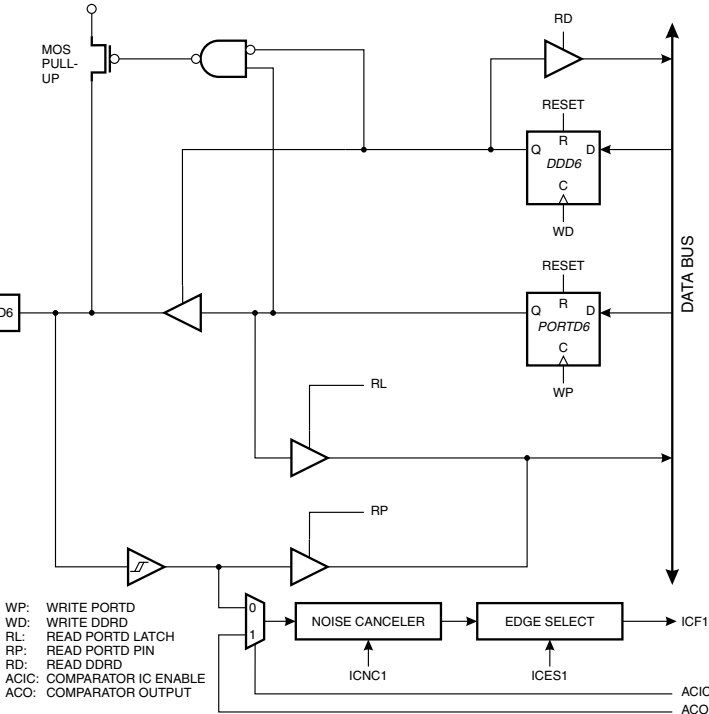 RD
MOS
PULL-
UP
RESET
R
Q
D
DDD6
C
WD
DATA BUS
RESET
R
Q
D
PORTD6
C
WP
D6
RL
RP
WP: WRITE PORTD
WD: WRITE DDRD
RL: READ PORTD LATCH
RP: READ PORTD PIN
RD: READ DDRD
ACIC: COMPARATOR IC ENABLE
ACO: COMPARATOR OUTPUT
0
1
NOISE CANCELER
EDGE SELECT
ICF1
ICNC1
ICES1
ACIC
ACO